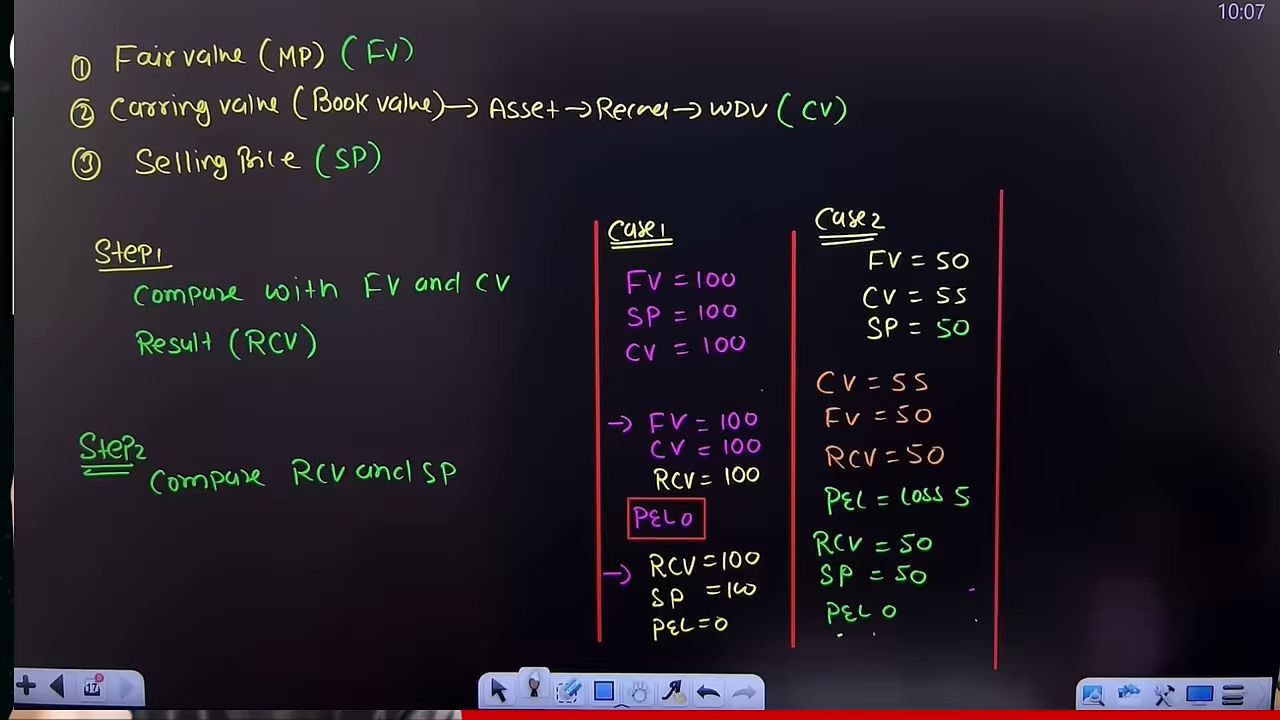 10:07
① Fair value (MP) (FV)
② Carring value (Book value) → Asset → Record → WDV (CV)
③ Selling Price (SP)
Step1
Compare with FV and CV
Result (RCV)
Step2
Compare RCV and SP
Case1
FV = 100
SP = 100
CV = 100
→ FV = 100
CV = 100
RCV = 100
P&L 0
→ RCV = 100
SP = 100
P&L = 0
Case2
FV = 50
CV = 55
SP = 50
CV = 55
FV = 50
RCV = 50
P&L = Loss 5
RCV = 50
SP = 50
P&L 0
17